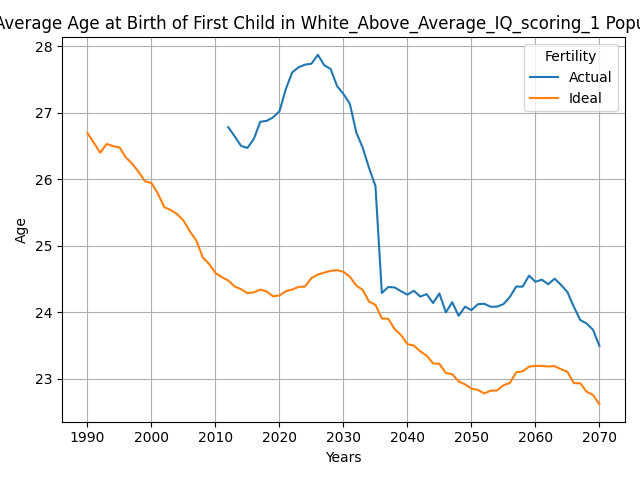 Average Age at Birth of First Child in White_Above_Average_IQ_scoring_1 Popu
Fertility
Actual
Ideal
28
27
26
25
24
23
Age
1990 2000 2010 2020 2030 2040 2050 2060 2070
Years